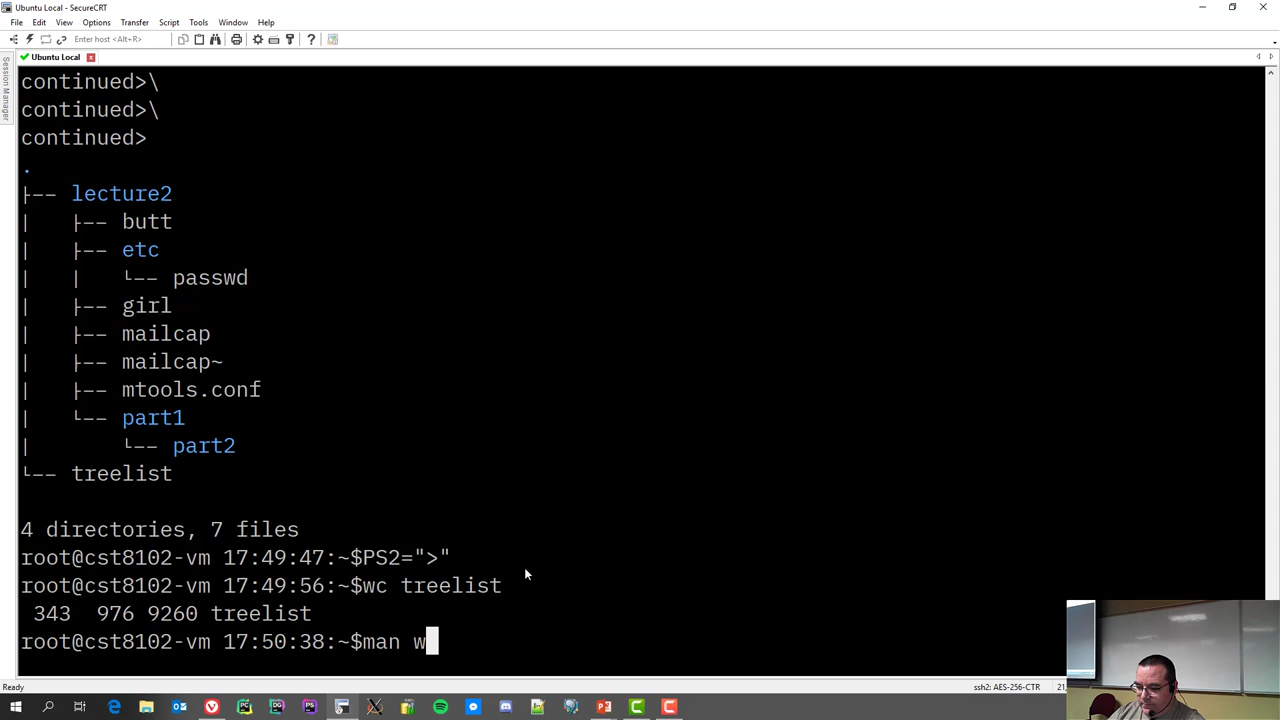 Ubuntu Local - SecureCRT
File Edit View Options Transfer Script Tools Window Help
Enter host <Alt+R>
Ubuntu Local
Session Manager
continued>\
continued>\
continued>
.
├── lecture2
│   ├── butt
│   ├── etc
│   │   └── passwd
│   ├── girl
│   ├── mailcap
│   ├── mailcap~
│   ├── mtools.conf
│   └── part1
│       └── part2
└── treelist
4 directories, 7 files
root@cst8102-vm 17:49:47:~$PS2=">"
root@cst8102-vm 17:49:56:~$wc treelist
 343  976 9260 treelist
root@cst8102-vm 17:50:38:~$man w
Ready
ssh2: AES-256-CTR
21,